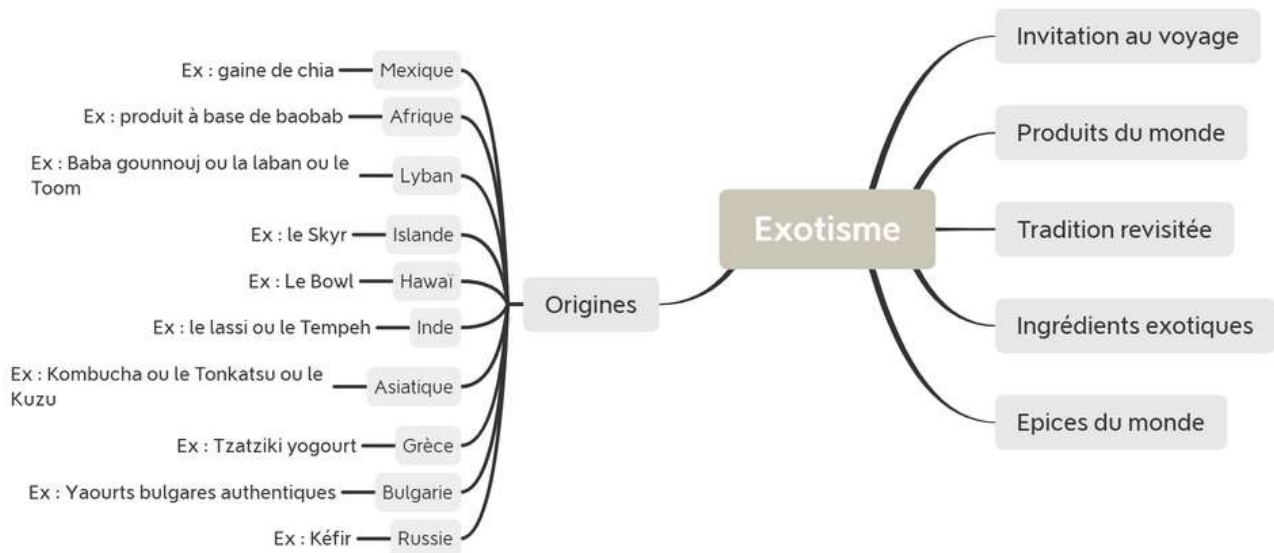 Exotisme
Invitation au voyage
Produits du monde
Tradition revisitée
Ingrédients exotiques
Epices du monde
Origines
Ex : gaine de chia
Mexique
Ex : produit à base de baobab
Afrique
Ex : Baba gounnouj ou la laban ou le
Toom
Lyban
Ex : le Skyr
Islande
Ex : Le Bowl
Hawaï
Ex : le lassi ou le Tempeh
Inde
Ex : Kombucha ou le Tonkatsu ou le
Kuzu
Asiatique
Ex : Tzatziki yogourt
Grèce
Ex : Yaourts bulgares authentiques
Bulgarie
Ex : Kéfir
Russie